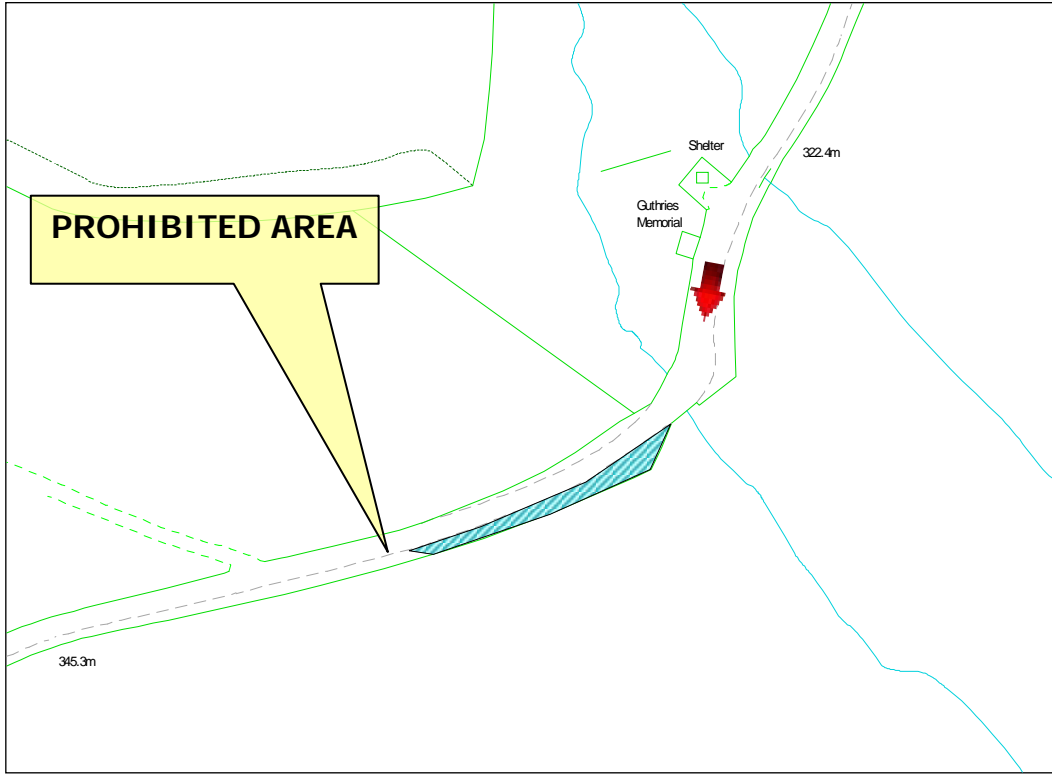 Shelter
322.4m
Guthries
Memorial
PROHIBITED AREA
345.3m